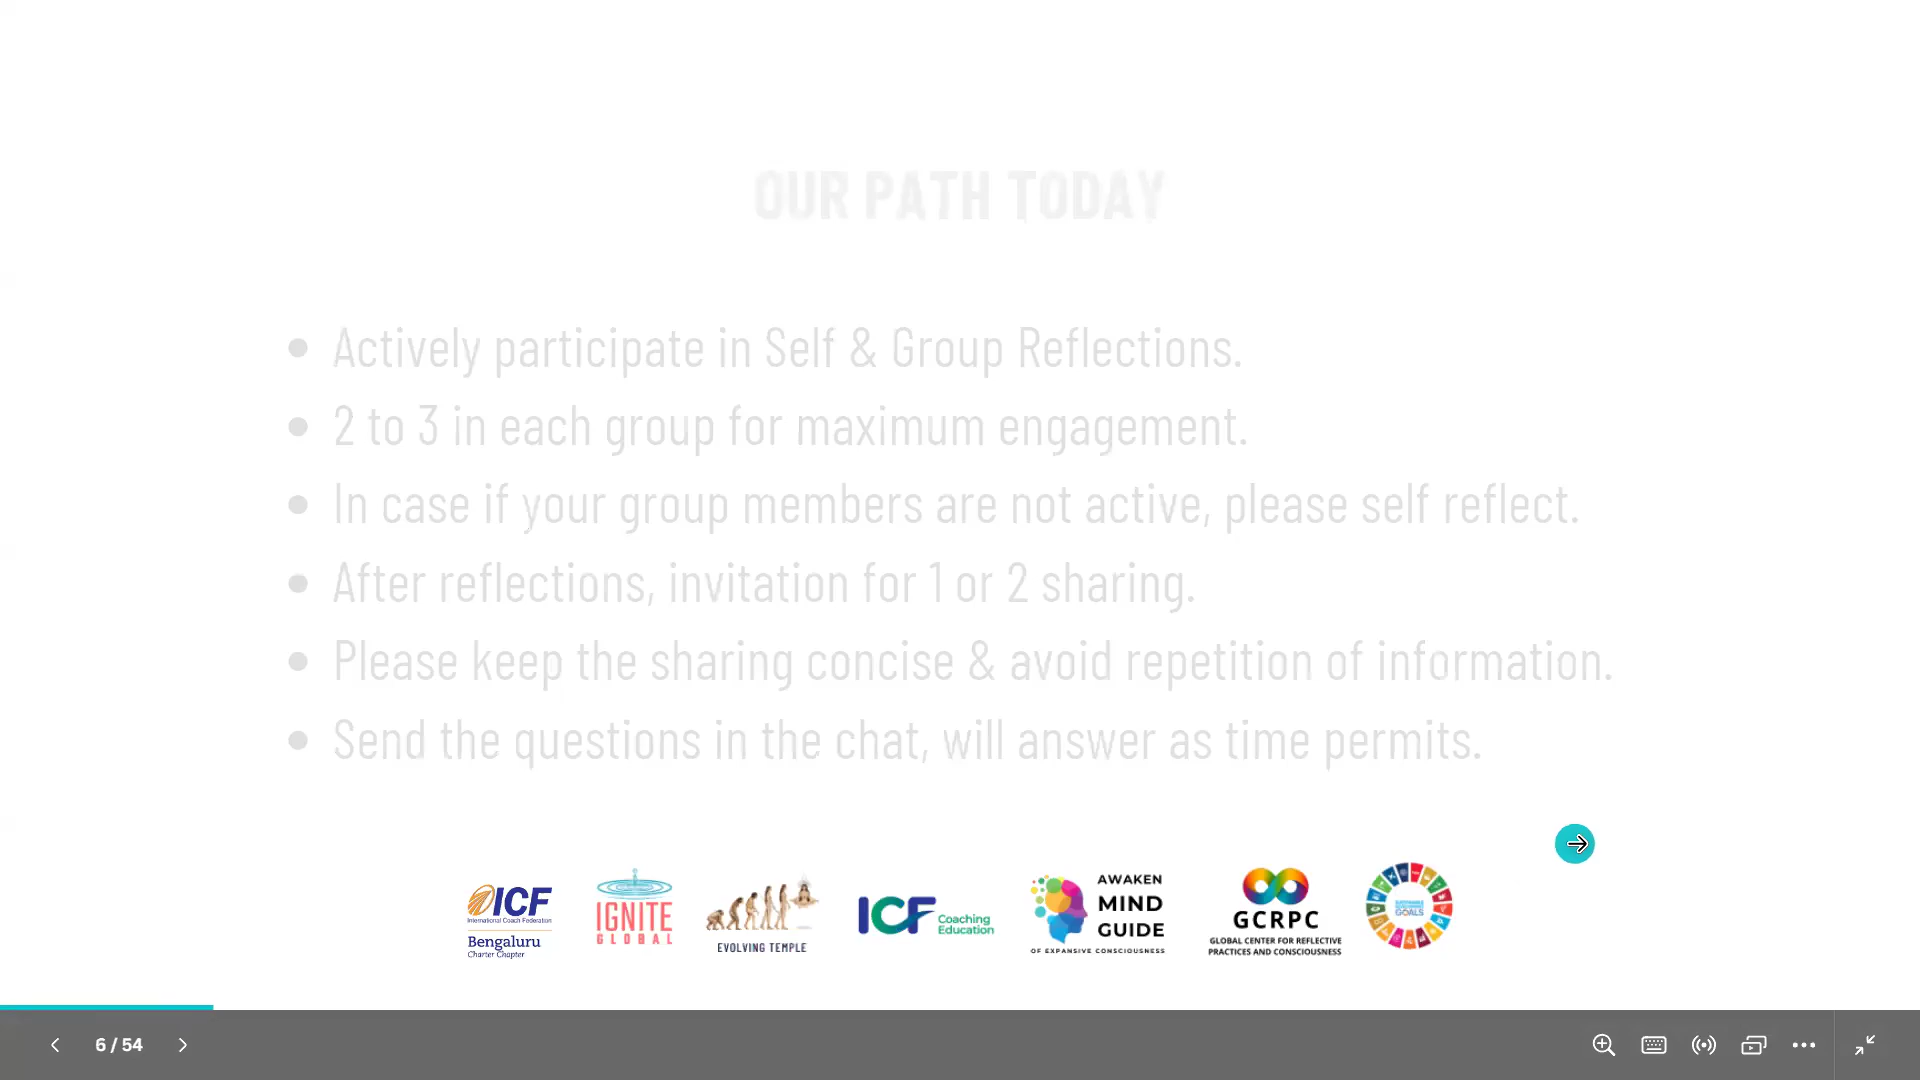 OUR PATH TODAY
• Actively participate in Self & Group Reflections.
• 2 to 3 in each group for maximum engagement.
• In case if your group members are not active, please self reflect.
• After reflections, invitation for 1 or 2 sharing.
• Please keep the sharing concise & avoid repetition of information.
• Send the questions in the chat, will answer as time permits.
ICF
International Coach Federation
Bengaluru
Charter Chapter
IGNITE
GLOBAL
EVOLVING TEMPLE
ICF Coaching
Education
AWAKEN
MIND
GUIDE
OF EXPANSIVE CONSCIOUSNESS
GCRPC
GLOBAL CENTER FOR REFLECTIVE
PRACTICES AND CONSCIOUSNESS
GOALS
6 / 54